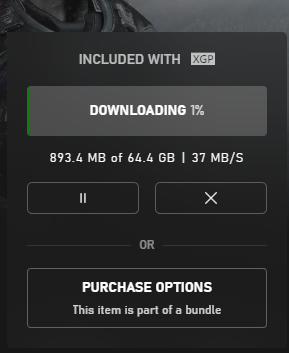 INCLUDED WITH XGP
DOWNLOADING 1%
893.4 MB of 64.4 GB | 37 MB/S
OR
PURCHASE OPTIONS
This item is part of a bundle